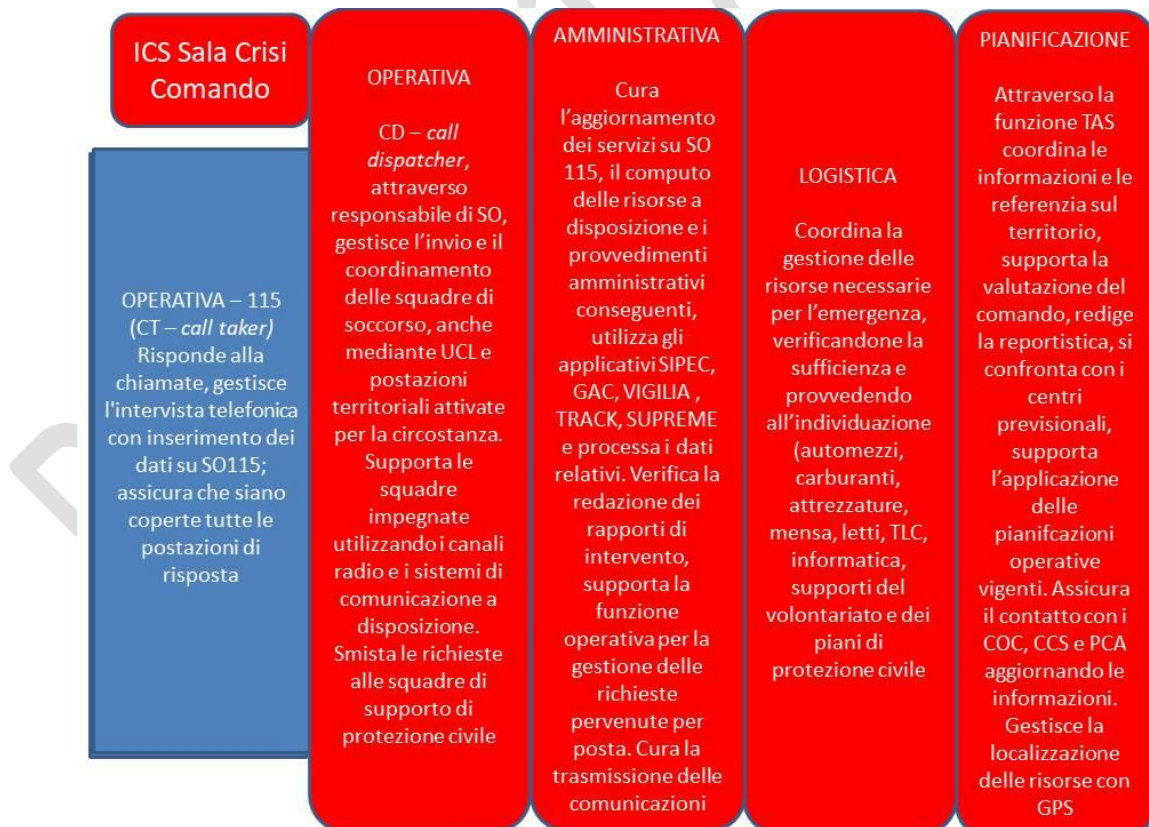 ICS Sala Crisi
Comando
OPERATIVA – 115
(CT – call taker)
Risponde alla
chiamate, gestisce
l'intervista telefonica
con inserimento dei
dati su SO115;
assicura che siano
coperte tutte le
postazioni di
risposta
OPERATIVA
CD – call
dispatcher,
attraverso
responsabile di SO,
gestisce l'invio e il
coordinamento
delle squadre di
soccorso, anche
mediante UCL e
postazioni
territoriali attivate
per la circostanza.
Supporta le
squadre
impegnate
utilizzando i canali
radio e i sistemi di
comunicazione a
disposizione.
Smista le richieste
alle squadre di
supporto di
protezione civile
AMMINISTRATIVA
Cura
l'aggiornamento
dei servizi su SO
115, il computo
delle risorse a
disposizione e i
provvedimenti
amministrativi
conseguenti,
utilizza gli
applicativi SIPEC,
GAC, VIGILIA ,
TRACK, SUPREME
e processa i dati
relativi. Verifica la
redazione dei
rapporti di
intervento,
supporta la
funzione
operativa per la
gestione delle
richieste
pervenute per
posta. Cura la
trasmissione delle
comunicazioni
LOGISTICA
Coordina la
gestione delle
risorse necessarie
per l'emergenza,
verificandone la
sufficienza e
provvedendo
all'individuazione
(automezzi,
carburanti,
attrezzature,
mensa, letti, TLC,
informatica,
supporti del
volontariato e dei
piani di
protezione civile
PIANIFICAZIONE
Attraverso la
funzione TAS
coordina le
informazioni e le
referenzia sul
territorio,
supporta la
valutazione del
comando, redige
la reportistica, si
confronta con i
centri
previsionali,
supporta
l'applicazione
delle
pianifcazioni
operative
vigenti. Assicura
il contatto con i
COC, CCS e PCA
aggiornando le
informazioni.
Gestisce la
localizzazione
delle risorse con
GPS